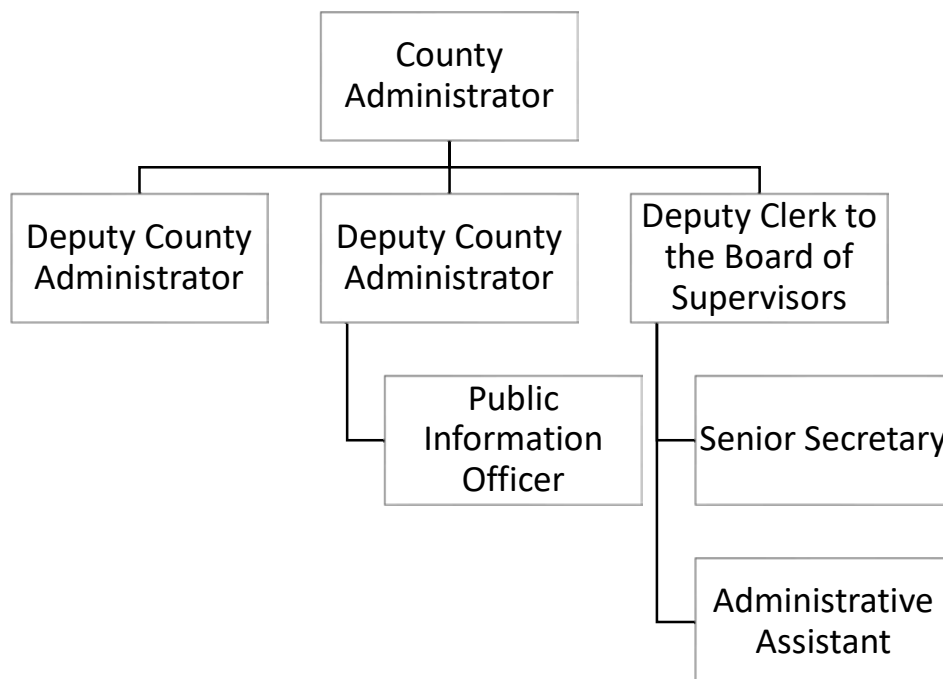 County
Administrator
Deputy County
Administrator
Deputy County
Administrator
Deputy Clerk to
the Board of
Supervisors
Public
Information
Officer
Senior Secretary
Administrative
Assistant